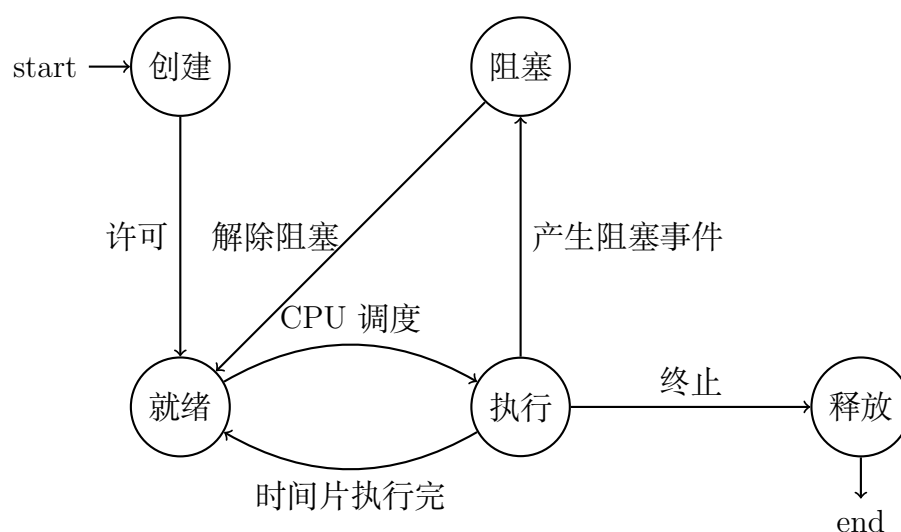 start
创建
阻塞
许可
解除阻塞
产生阻塞事件
CPU 调度
就绪
执行
终止
释放
时间片执行完
end